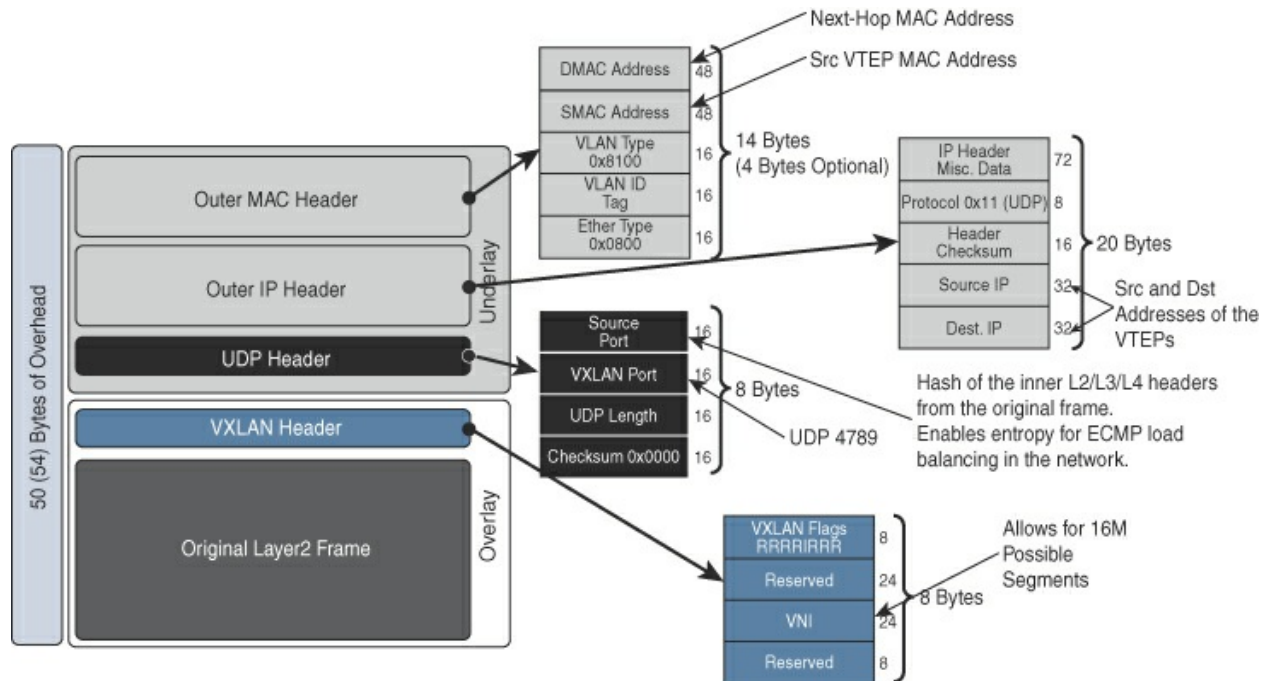 Next-Hop MAC Address
Src VTEP MAC Address
DMAC Address
48
SMAC Address
48
VLAN Type
0x8100
16
VLAN ID
Tag
16
Ether Type
0x0800
16
14 Bytes
(4 Bytes Optional)
IP Header
Misc. Data
72
Protocol 0x11 (UDP)
8
Header
Checksum
16
Source IP
32
Dest. IP
32
20 Bytes
Src and Dst
Addresses of the
VTEPs
50 (54) Bytes of Overhead
Outer MAC Header
Outer IP Header
UDP Header
Underlay
VXLAN Header
Original Layer2 Frame
Overlay
Source
Port
16
VXLAN Port
16
UDP Length
16
Checksum 0x0000
16
8 Bytes
UDP 4789
Hash of the inner L2/L3/L4 headers
from the original frame.
Enables entropy for ECMP load
balancing in the network.
VXLAN Flags
RRRRIRRR
8
Reserved
24
VNI
24
Reserved
8
8 Bytes
Allows for 16M
Possible
Segments